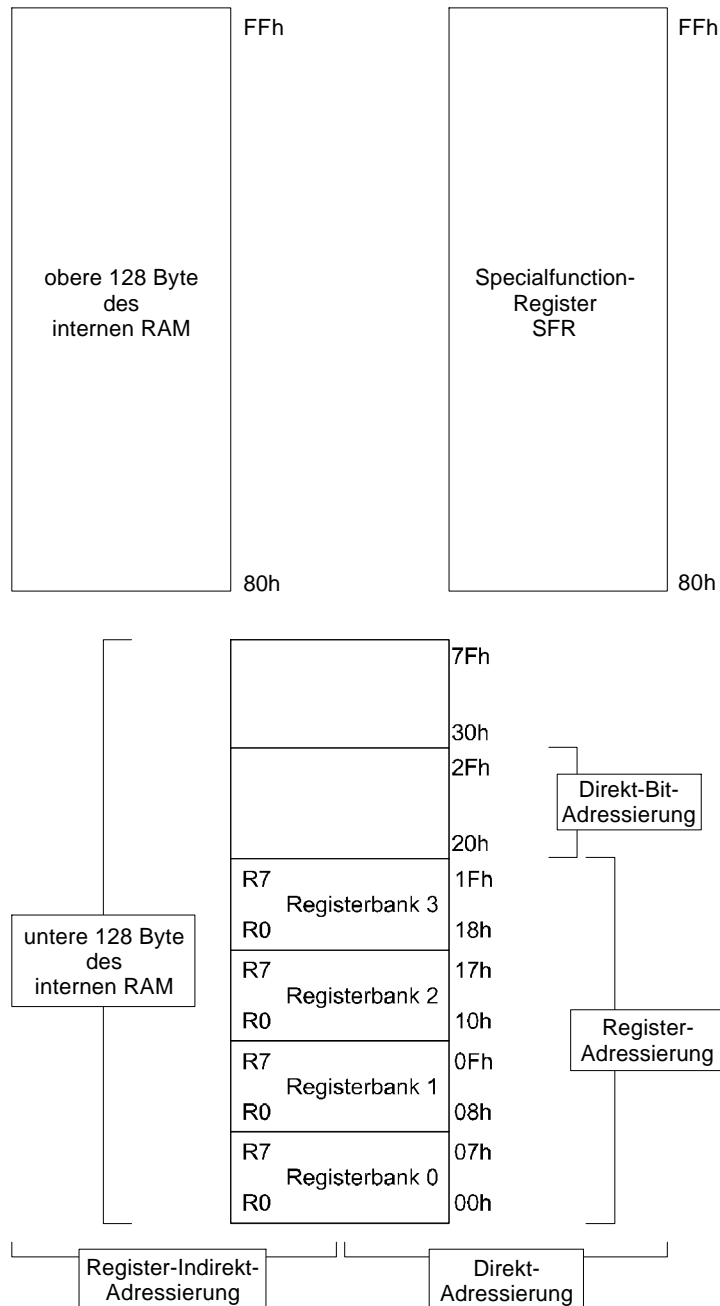 FFh
FFh
obere 128 Byte
des
internen RAM
Specialfunction-
Register
SFR
80h
80h
7Fh
30h
2Fh
Direkt-Bit-
Adressierung
20h
R7
1Fh
Registerbank 3
R0
18h
untere 128 Byte
des
internen RAM
R7
17h
Registerbank 2
R0
10h
Register-
Adressierung
R7
0Fh
Registerbank 1
R0
08h
R7
07h
Registerbank 0
R0
00h
Register-Indirekt-
Adressierung
Direkt-
Adressierung